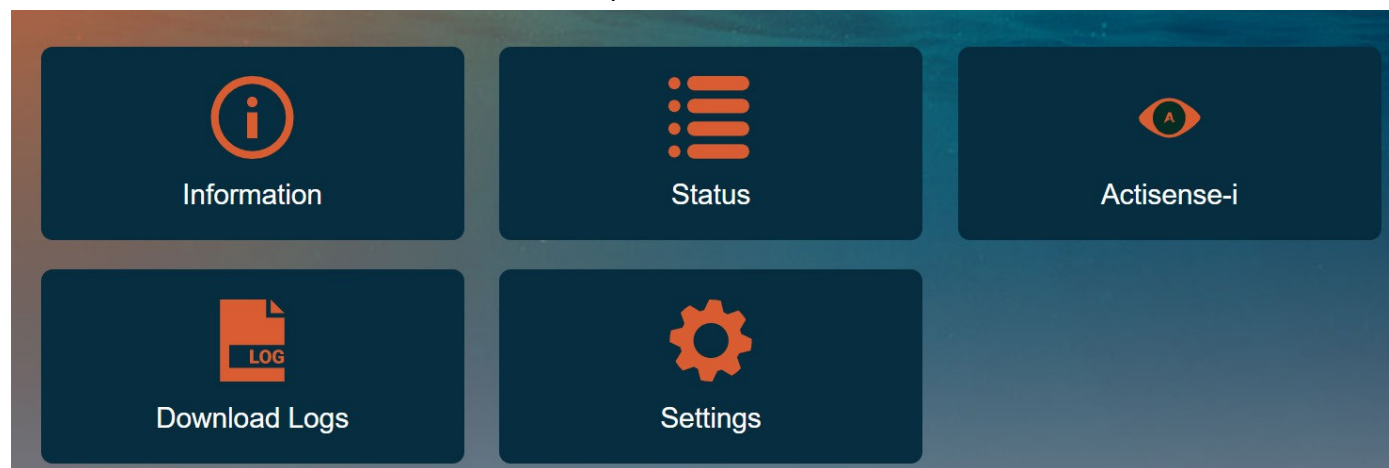 Information
Status
A
Actisense-i
LOG
Download Logs
Settings